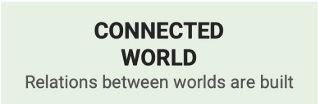 CONNECTED
WORLD
Relations between worlds are built